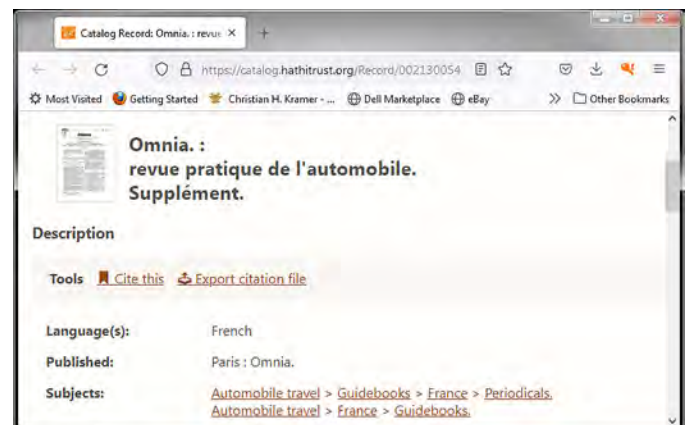 Catalog Record: Omnia. : revue × +
https://catalog.hathitrust.org/Record/002130054
Most Visited Getting Started Christian H. Kramer - ... Dell Marketplace eBay >> Other Bookmarks
Omnia. :
revue pratique de l'automobile.
Supplément.
Description
Tools Cite this Export citation file
Language(s): French
Published: Paris : Omnia.
Subjects: Automobile travel > Guidebooks > France > Periodicals.
Automobile travel > France > Guidebooks.